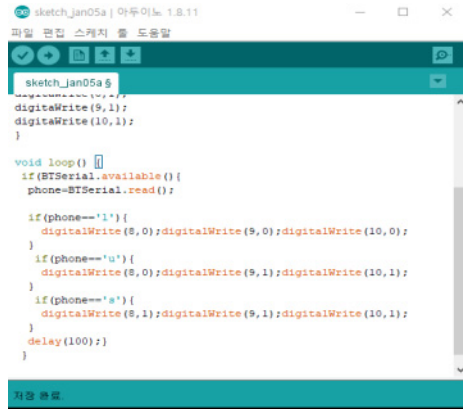 sketch_jan05a | 아두이노 1.8.11
파일 편집 스케치 툴 도움말
sketch_jan05a §
digitaWrite(9,1);
digitaWrite(10,1);
}
void loop() {
if(BTSerial.available(){
phone=BTSerial.read();
if(phone=='l'){
digitalWrite(8,0);digitalWrite(9,0);digitalWrite(10,0);
}
if(phone=='u'){
digitalWrite(8,0);digitalWrite(9,1);digitalWrite(10,1);
}
if(phone=='s'){
digitalWrite(8,1);digitalWrite(9,1);digitalWrite(10,1);
}
delay(100);}
}
저장 완료.